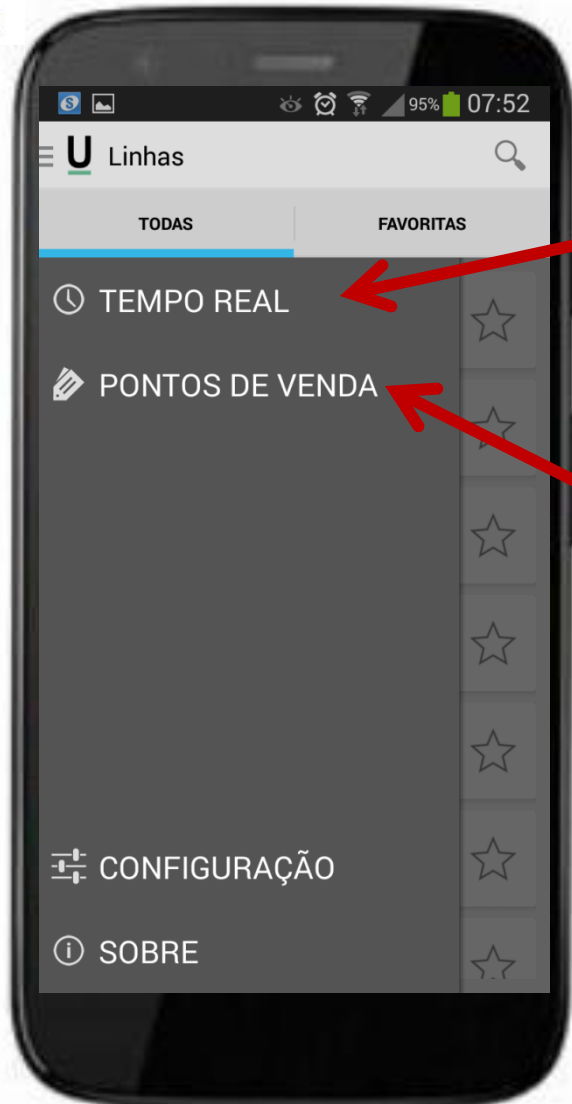 95% 07:52
U Linhas
TODAS FAVORITAS
TEMPO REAL
PONTOS DE VENDA
CONFIGURAÇÃO
SOBRE